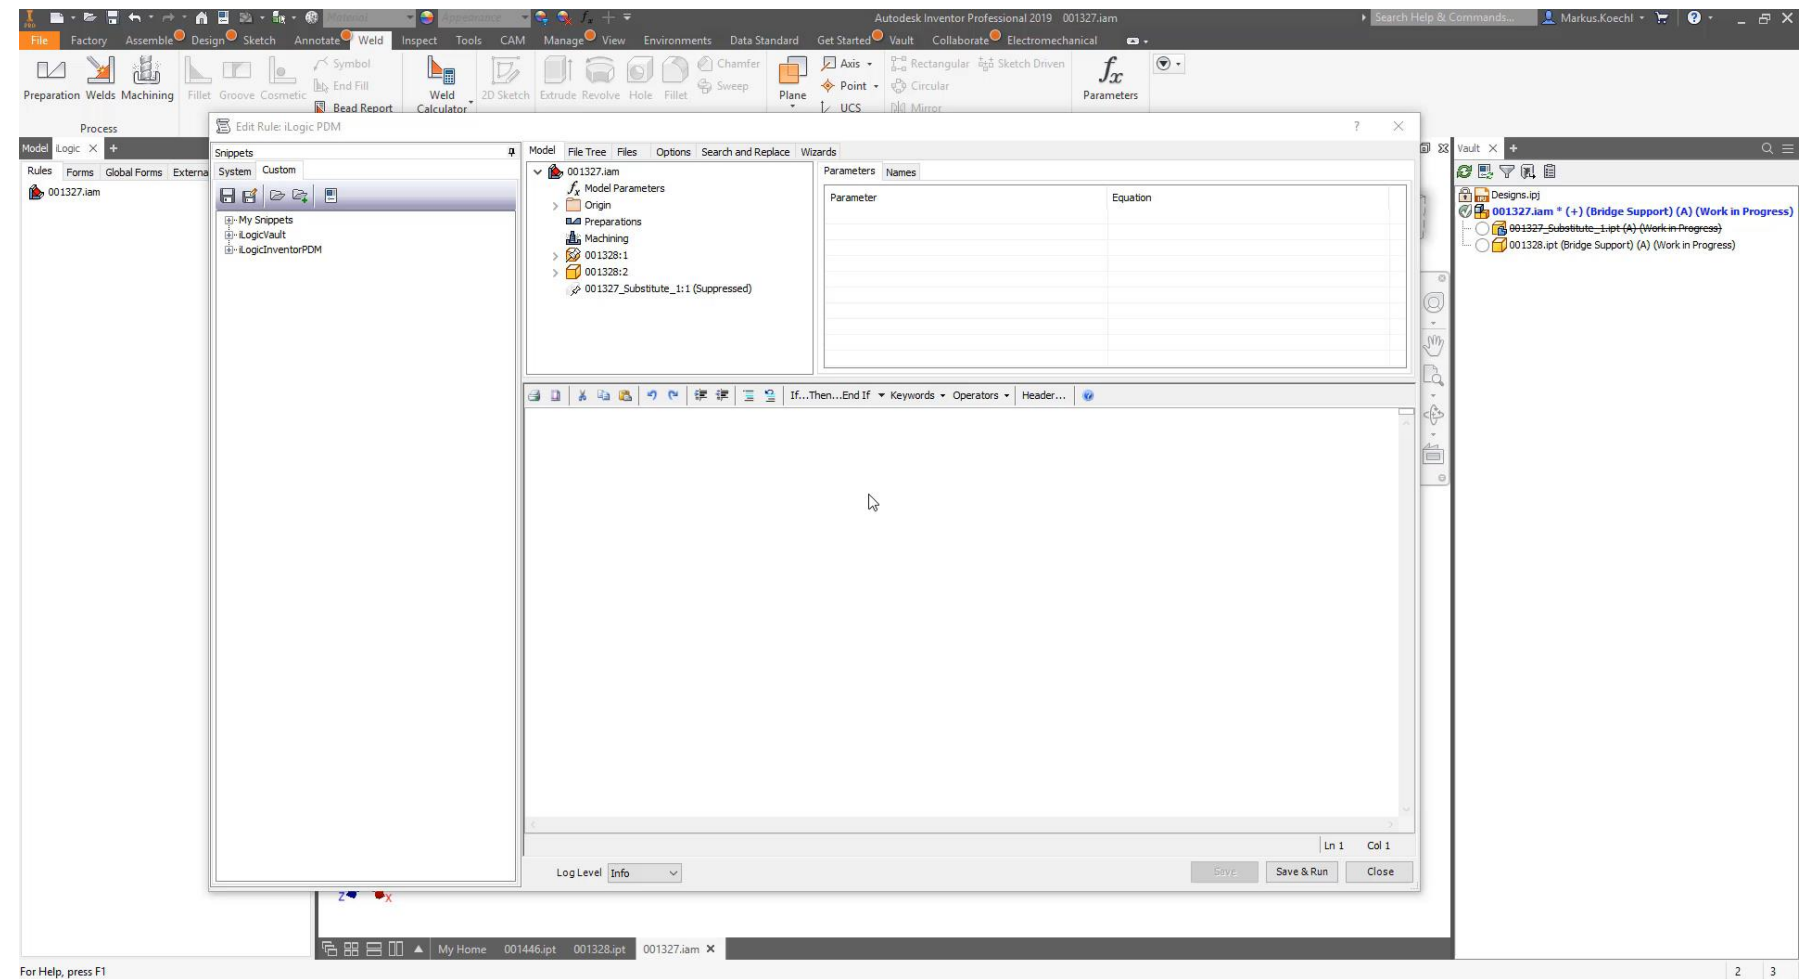 PRO
Material
Appearance
Autodesk Inventor Professional 2019 001327.iam
Search Help & Commands...
Markus.Koechl
File Factory Assemble Design Sketch Annotate Weld Inspect Tools CAM Manage View Environments Data Standard Get Started Vault Collaborate Electromechanical
Symbol
Chamfer
Axis
Rectangular
Sketch Driven
End Fill
Sweep
Point
Circular
Preparation Welds Machining Fillet Groove Cosmetic
Bead Report
Weld
Calculator
2D Sketch Extrude Revolve Hole Fillet
Plane
UCS
Mirror
Parameters
Process
Edit Rule: iLogic PDM
Model iLogic
Snippets
Model File Tree Files Options Search and Replace Wizards
Vault
Rules Forms Global Forms Externa
System Custom
001327.iam
Parameters Names
001327.iam
Model Parameters
Parameter Equation
Designs.ipj
Origin
001327.iam * (+) (Bridge Support) (A) (Work in Progress)
My Snippets
Preparations
001327_Substitute_1.ipt (A) (Work in Progress)
iLogicVault
Machining
001328.ipt (Bridge Support) (A) (Work in Progress)
iLogicInventorPDM
001328:1
001328:2
001327_Substitute_1:1 (Suppressed)
If...Then...End If Keywords Operators Header...
Ln 1 Col 1
Log Level Info
Save Save & Run Close
Z X
My Home 001446.ipt 001328.ipt 001327.iam
For Help, press F1
2 3